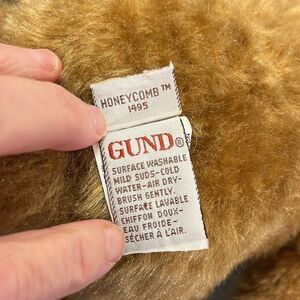 HONEYCOMB™
1495
GUND®
SURFACE WASHABLE
MILD SUDS-COLD
WATER-AIR DRY-
BRUSH GENTLY.
SURFACE LAVABLE
CHIFFON DOUX-
EAU FROIDE-
SÉCHER À L'AIR.